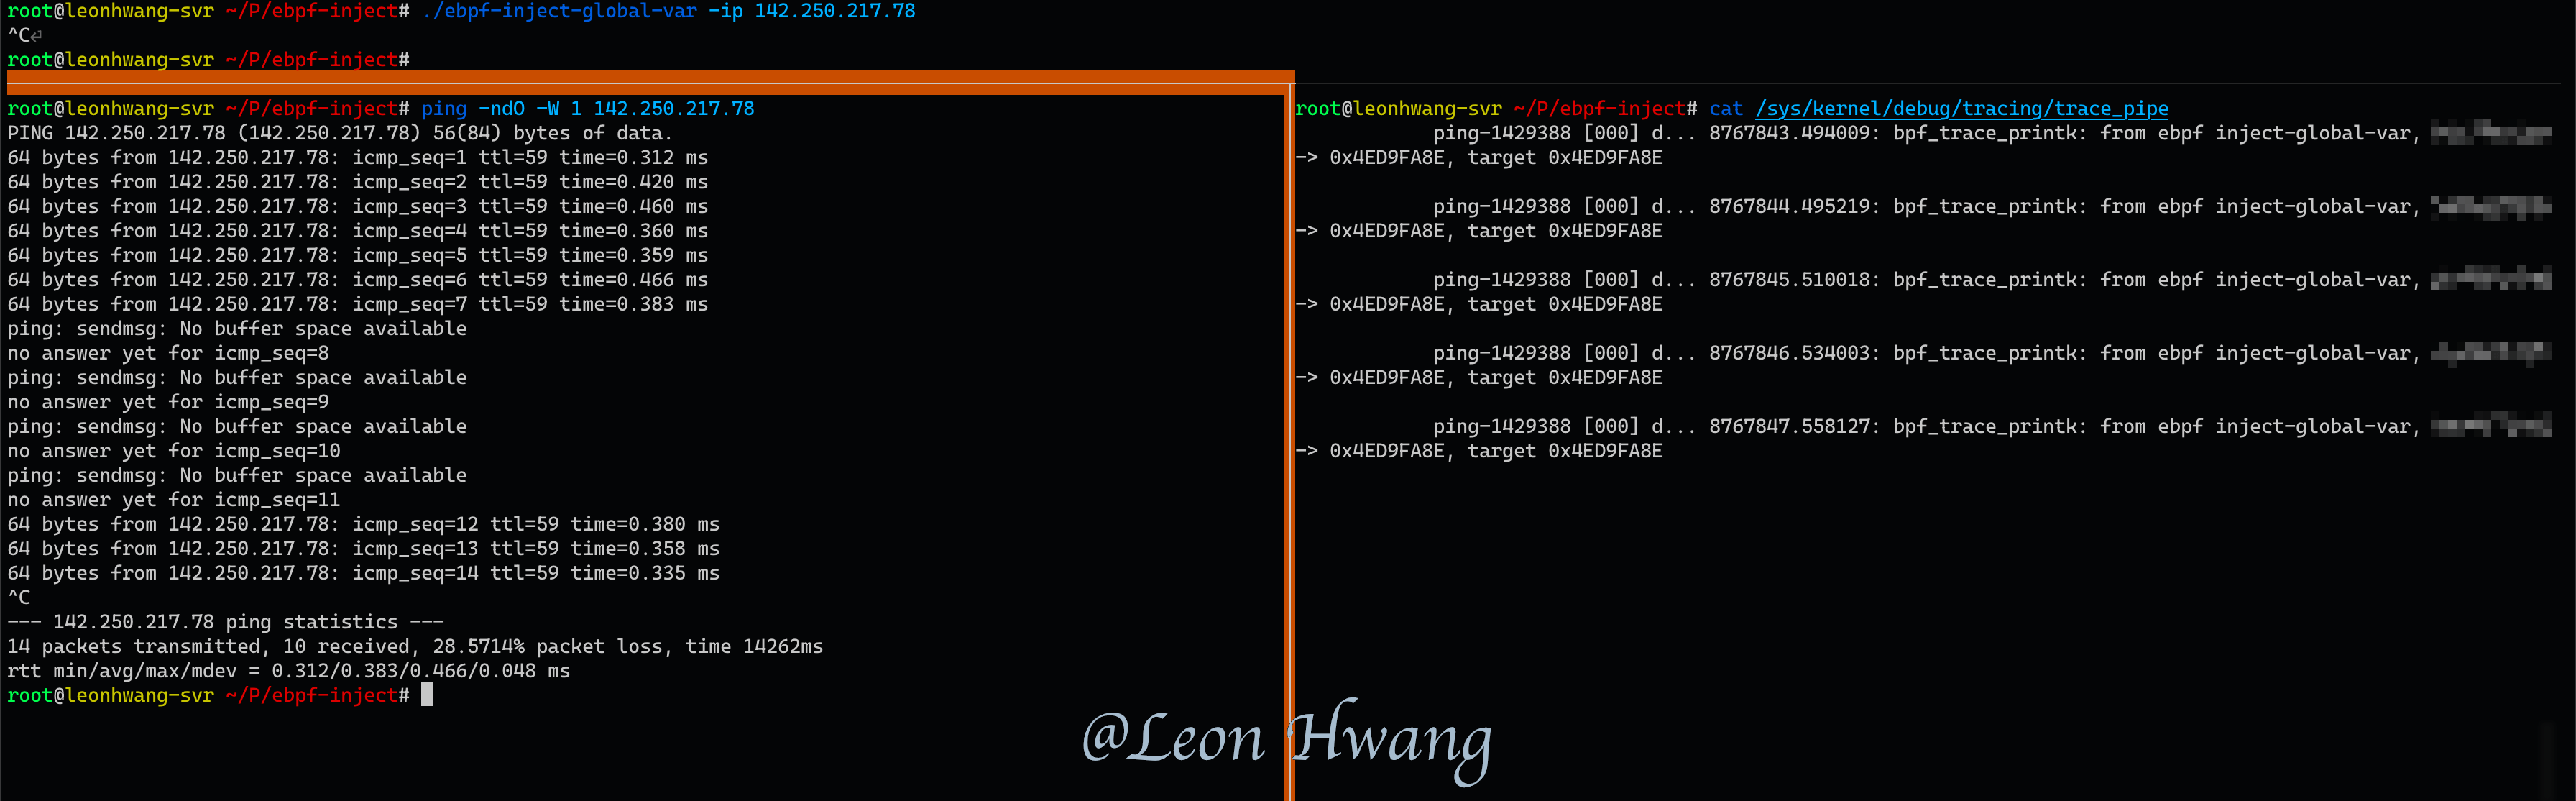 root@leonhwang-svr ~/P/ebpf-inject# ./ebpf-inject-global-var -ip 142.250.217.78
^C⏎
root@leonhwang-svr ~/P/ebpf-inject#
root@leonhwang-svr ~/P/ebpf-inject# ping -ndO -W 1 142.250.217.78
PING 142.250.217.78 (142.250.217.78) 56(84) bytes of data.
64 bytes from 142.250.217.78: icmp_seq=1 ttl=59 time=0.312 ms
64 bytes from 142.250.217.78: icmp_seq=2 ttl=59 time=0.420 ms
64 bytes from 142.250.217.78: icmp_seq=3 ttl=59 time=0.460 ms
64 bytes from 142.250.217.78: icmp_seq=4 ttl=59 time=0.360 ms
64 bytes from 142.250.217.78: icmp_seq=5 ttl=59 time=0.359 ms
64 bytes from 142.250.217.78: icmp_seq=6 ttl=59 time=0.466 ms
64 bytes from 142.250.217.78: icmp_seq=7 ttl=59 time=0.383 ms
ping: sendmsg: No buffer space available
no answer yet for icmp_seq=8
ping: sendmsg: No buffer space available
no answer yet for icmp_seq=9
ping: sendmsg: No buffer space available
no answer yet for icmp_seq=10
ping: sendmsg: No buffer space available
no answer yet for icmp_seq=11
64 bytes from 142.250.217.78: icmp_seq=12 ttl=59 time=0.380 ms
64 bytes from 142.250.217.78: icmp_seq=13 ttl=59 time=0.358 ms
64 bytes from 142.250.217.78: icmp_seq=14 ttl=59 time=0.335 ms
^C
--- 142.250.217.78 ping statistics ---
14 packets transmitted, 10 received, 28.5714% packet loss, time 14262ms
rtt min/avg/max/mdev = 0.312/0.383/0.466/0.048 ms
root@leonhwang-svr ~/P/ebpf-inject#
root@leonhwang-svr ~/P/ebpf-inject# cat /sys/kernel/debug/tracing/trace_pipe
ping-1429388 [000] d... 8767843.494009: bpf_trace_printk: from ebpf inject-global-var,
-> 0x4ED9FA8E, target 0x4ED9FA8E
ping-1429388 [000] d... 8767844.495219: bpf_trace_printk: from ebpf inject-global-var,
-> 0x4ED9FA8E, target 0x4ED9FA8E
ping-1429388 [000] d... 8767845.510018: bpf_trace_printk: from ebpf inject-global-var,
-> 0x4ED9FA8E, target 0x4ED9FA8E
ping-1429388 [000] d... 8767846.534003: bpf_trace_printk: from ebpf inject-global-var,
-> 0x4ED9FA8E, target 0x4ED9FA8E
ping-1429388 [000] d... 8767847.558127: bpf_trace_printk: from ebpf inject-global-var,
-> 0x4ED9FA8E, target 0x4ED9FA8E
@Leon Hwang